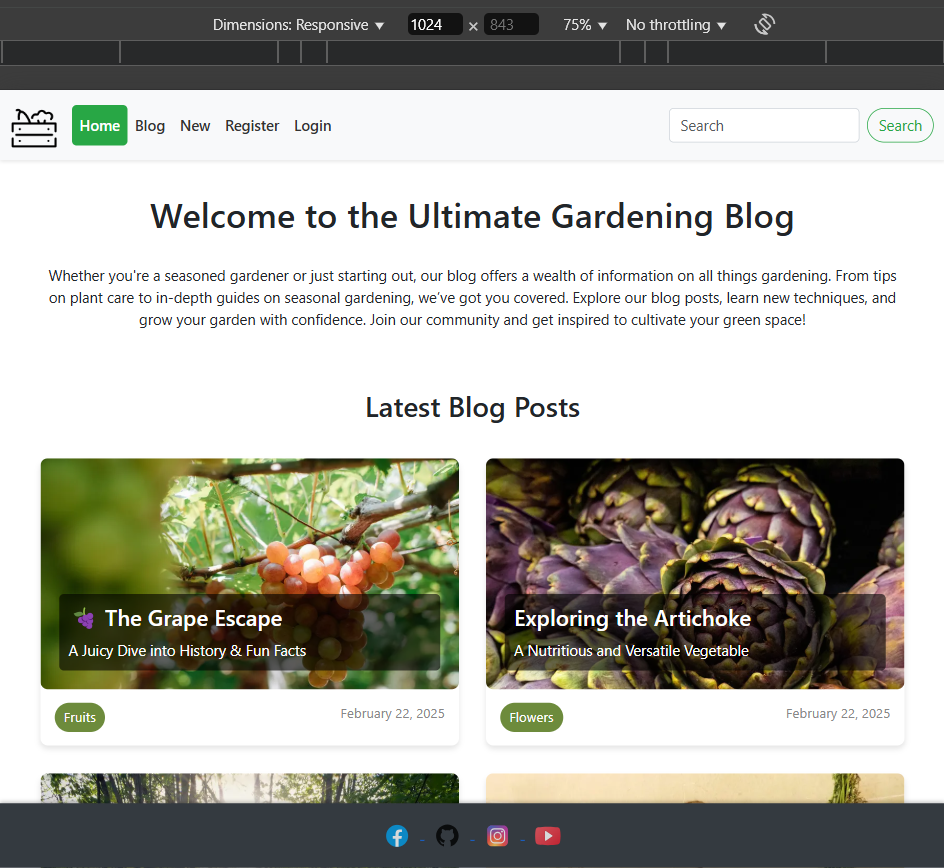 Dimensions: Responsive ▼ 1024 × 843 75% ▼ No throttling ▼
Home Blog New Register Login Search Search
Welcome to the Ultimate Gardening Blog
Whether you're a seasoned gardener or just starting out, our blog offers a wealth of information on all things gardening. From tips
on plant care to in-depth guides on seasonal gardening, we've got you covered. Explore our blog posts, learn new techniques, and
grow your garden with confidence. Join our community and get inspired to cultivate your green space!
Latest Blog Posts
🍇 The Grape Escape
A Juicy Dive into History & Fun Facts
Fruits February 22, 2025
Exploring the Artichoke
A Nutritious and Versatile Vegetable
Flowers February 22, 2025